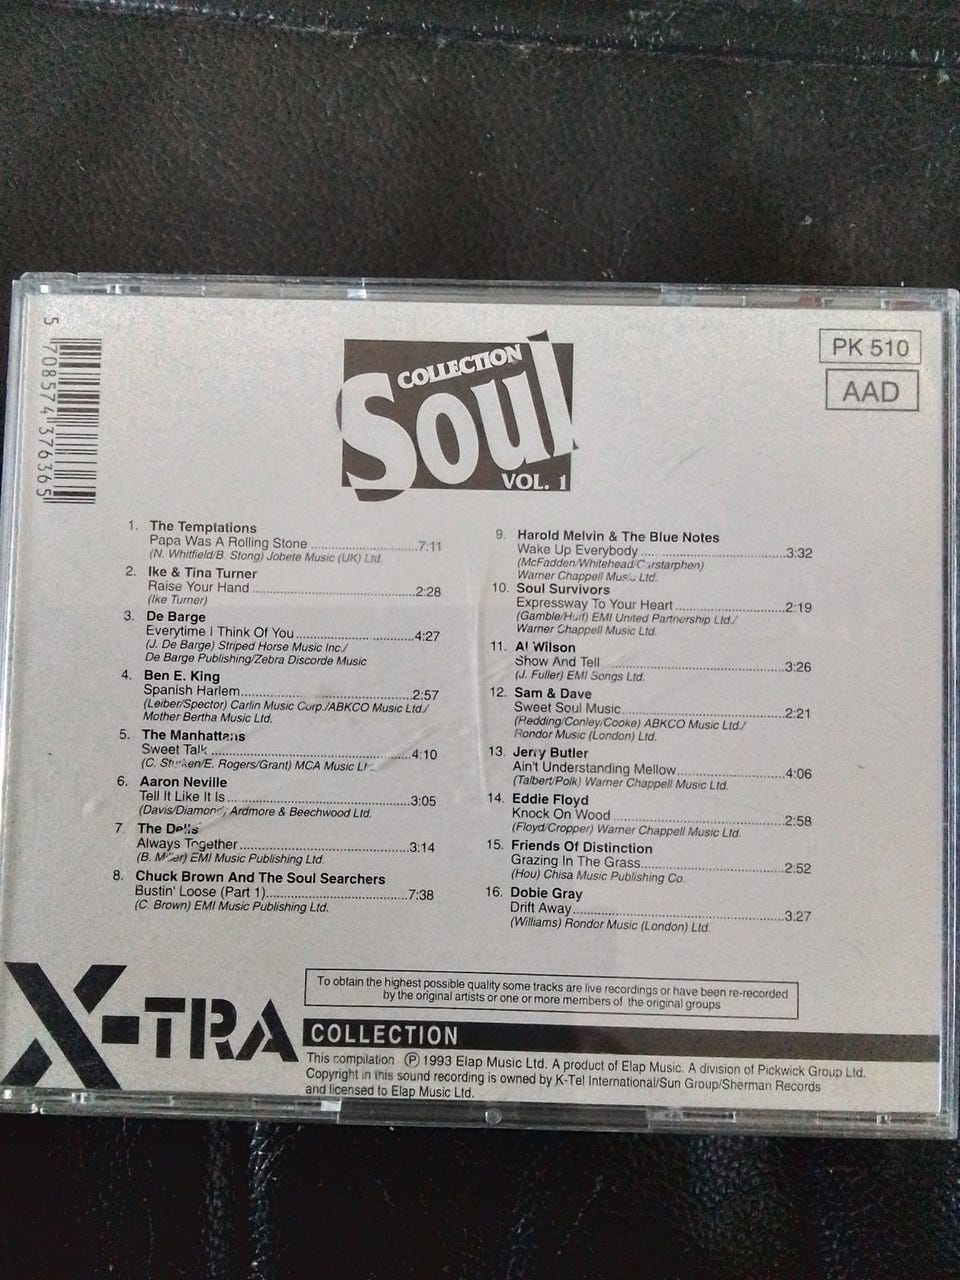 5 708574 376365
COLLECTION
Soul
VOL. 1
PK 510
AAD
1. The Temptations
Papa Was A Rolling Stone ........ 7:11
(N. Whitfield/B. Stong) Jobete Music (UK) Ltd.
2. Ike & Tina Turner
Raise Your Hand ........ 2:28
(Ike Turner)
3. De Barge
Everytime I Think Of You ........ 4:27
(J. De Barge) Striped Horse Music Inc./
De Barge Publishing/Zebra Discorde Music
4. Ben E. King
Spanish Harlem ........ 2:57
(Leiber/Spector) Carlin Music Corp./ABKCO Music Ltd./
Mother Bertha Music Ltd.
5. The Manhattans
Sweet Talk ........ 4:10
(C. /E. Rogers/Grant) MCA Music
6. Aaron Neville
Tell It Like It Is ........ 3:05
(Davis/Diamond) Ardmore & Beechwood Ltd.
7. The Dells
Always Together ........ 3:14
(B. Miller) EMI Music Publishing Ltd.
8. Chuck Brown And The Soul Searchers
Bustin' Loose (Part 1) ........ 7:38
(C. Brown) EMI Music Publishing Ltd.
9. Harold Melvin & The Blue Notes
Wake Up Everybody ........ 3:32
(McFadden/Whitehead/Carstarphen)
Warner Chappell Music Ltd.
10. Soul Survivors
Expressway To Your Heart ........ 2:19
(Gamble/Huff) EMI United Partnership Ltd./
Warner Chappell Music Ltd.
11. Al Wilson
Show And Tell ........ 3:26
(J. Fuller) EMI Songs Ltd.
12. Sam & Dave
Sweet Soul Music ........ 2:21
(Redding/Conley/Cooke) ABKCO Music Ltd./
Rondor Music (London) Ltd.
13. Jerry Butler
Ain't Understanding Mellow ........ 4:06
(Talbert/Polk) Warner Chappell Music Ltd.
14. Eddie Floyd
Knock On Wood ........ 2:58
(Floyd/Cropper) Warner Chappell Music Ltd.
15. Friends Of Distinction
Grazing In The Grass ........ 2:52
(Hou) Chisa Music Publishing Co.
16. Dobie Gray
Drift Away ........ 3:27
(Williams) Rondor Music (London) Ltd.
To obtain the highest possible quality some tracks are live recordings or have been re-recorded
by the original artists or one or more members of the original groups
X-TRA
COLLECTION
This compilation ℗ 1993 Elap Music Ltd. A product of Elap Music. A division of Pickwick Group Ltd.
Copyright in this sound recording is owned by K-Tel International/Sun Group/Sherman Records
and licensed to Elap Music Ltd.